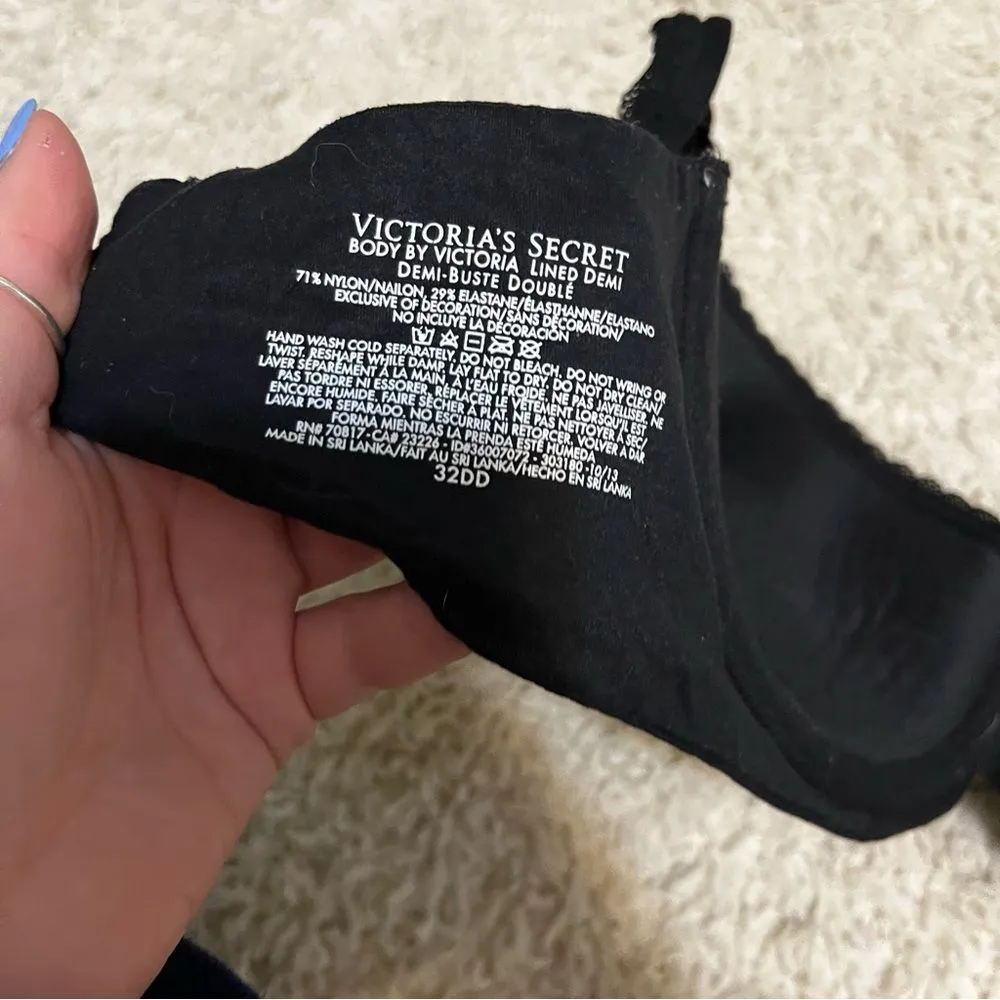 VICTORIA'S SECRET
BODY BY VICTORIA LINED DEMI
DEMI-BUSTE DOUBLÉ
71% NYLON/NAILON, 29% ELASTANE/ÉLASTHANNE/ELASTANO
EXCLUSIVE OF DECORATION/SANS DÉCORATION/
NO INCLUYE LA DECORACIÓN
HAND WASH COLD SEPARATELY. DO NOT BLEACH. DO NOT WRING OR
TWIST. RESHAPE WHILE DAMP. LAY FLAT TO DRY. DO NOT DRY CLEAN/
LAVER SÉPARÉMENT À LA MAIN, À L'EAU FROIDE. NE PAS JAVELLISER. NE
PAS TORDRE NI ESSORER. REPLACER LE VÊTEMENT LORSQU'IL EST
ENCORE HUMIDE. FAIRE SÉCHER À PLAT. NE PAS NETTOYER À SEC/
LAVAR POR SEPARADO. NO ESCURRIR NI RETORCER. VOLVER A DAR
FORMA MIENTRAS LA PRENDA ESTÉ HÚMEDA
RN# 70817 · CA# 23226 · ID#36007072 · 303180 · 10/13
MADE IN SRI LANKA/FAIT AU SRI LANKA/HECHO EN SRI LANKA
32DD